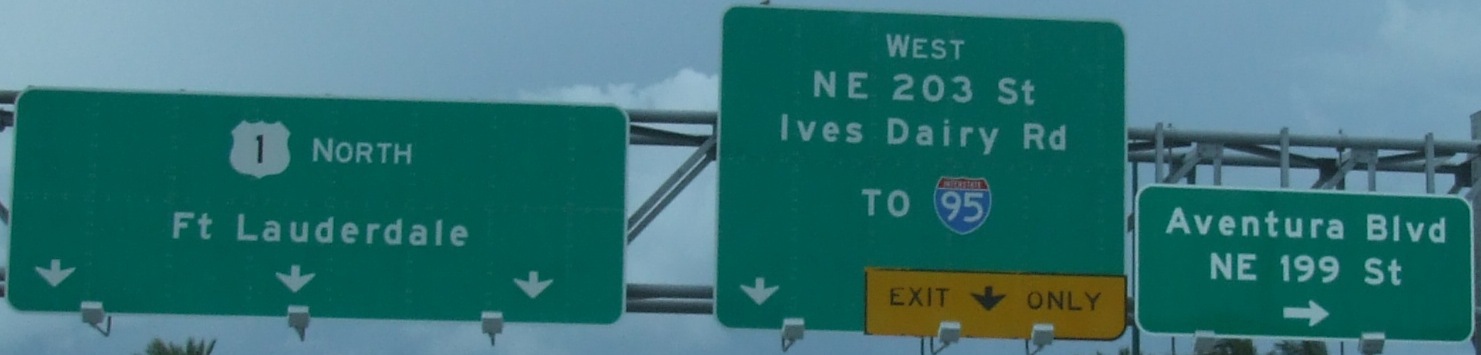 1 NORTH
Ft Lauderdale
WEST
NE 203 St
Ives Dairy Rd
TO INTERSTATE 95
EXIT ONLY
Aventura Blvd
NE 199 St